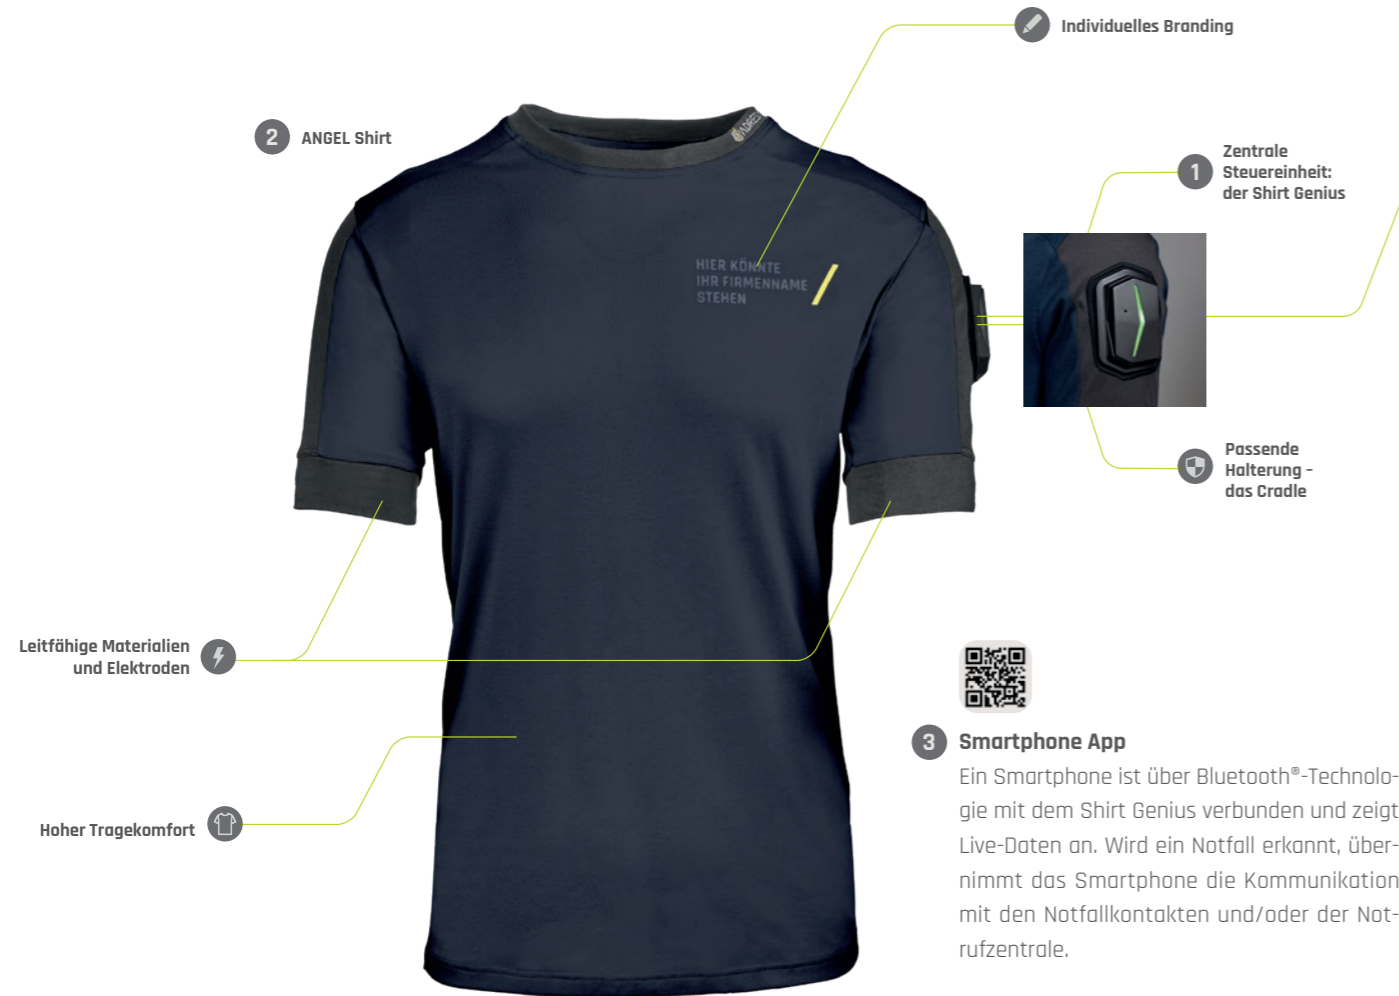 Individuelles Branding
2 ANGEL Shirt
Zentrale
1 Steuereinheit:
der Shirt Genius
HIER KÖNNTE
IHR FIRMENNAME
STEHEN
Passende
Halterung –
das Cradle
Leitfähige Materialien
und Elektroden
Hoher Tragekomfort
3 Smartphone App
Ein Smartphone ist über Bluetooth®-Technolo-
gie mit dem Shirt Genius verbunden und zeigt
Live-Daten an. Wird ein Notfall erkannt, über-
nimmt das Smartphone die Kommunikation
mit den Notfallkontakten und/oder der Not-
rufzentrale.